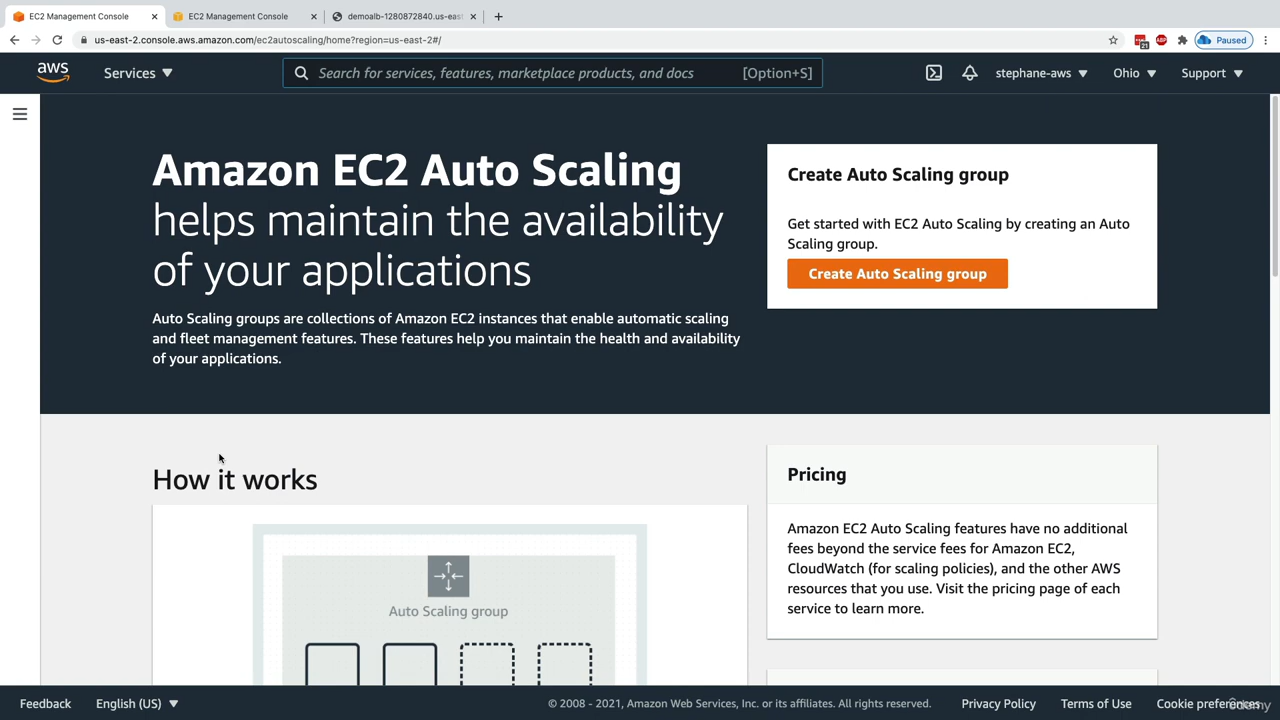 EC2 Management Console
EC2 Management Console
demoalb-1280872840.us-east
us-east-2.console.aws.amazon.com/ec2autoscaling/home?region=us-east-2#/
21
ABP
Paused
aws
Services
Search for services, features, marketplace products, and docs
[Option+S]
stephane-aws
Ohio
Support
Amazon EC2 Auto Scaling
helps maintain the availability
of your applications
Auto Scaling groups are collections of Amazon EC2 instances that enable automatic scaling
and fleet management features. These features help you maintain the health and availability
of your applications.
Create Auto Scaling group
Get started with EC2 Auto Scaling by creating an Auto
Scaling group.
Create Auto Scaling group
How it works
Auto Scaling group
Pricing
Amazon EC2 Auto Scaling features have no additional
fees beyond the service fees for Amazon EC2,
CloudWatch (for scaling policies), and the other AWS
resources that you use. Visit the pricing page of each
service to learn more.
Feedback
English (US)
© 2008 - 2021, Amazon Web Services, Inc. or its affiliates. All rights reserved.
Privacy Policy
Terms of Use
Cookie preferences
Udemy